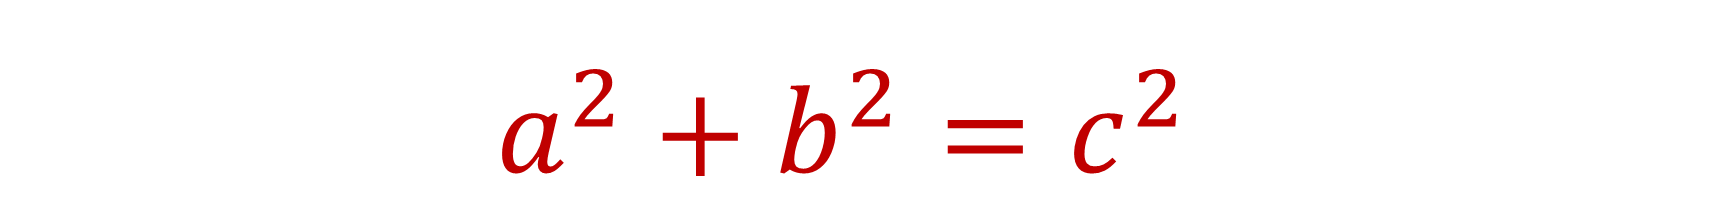 a² + b² = c²